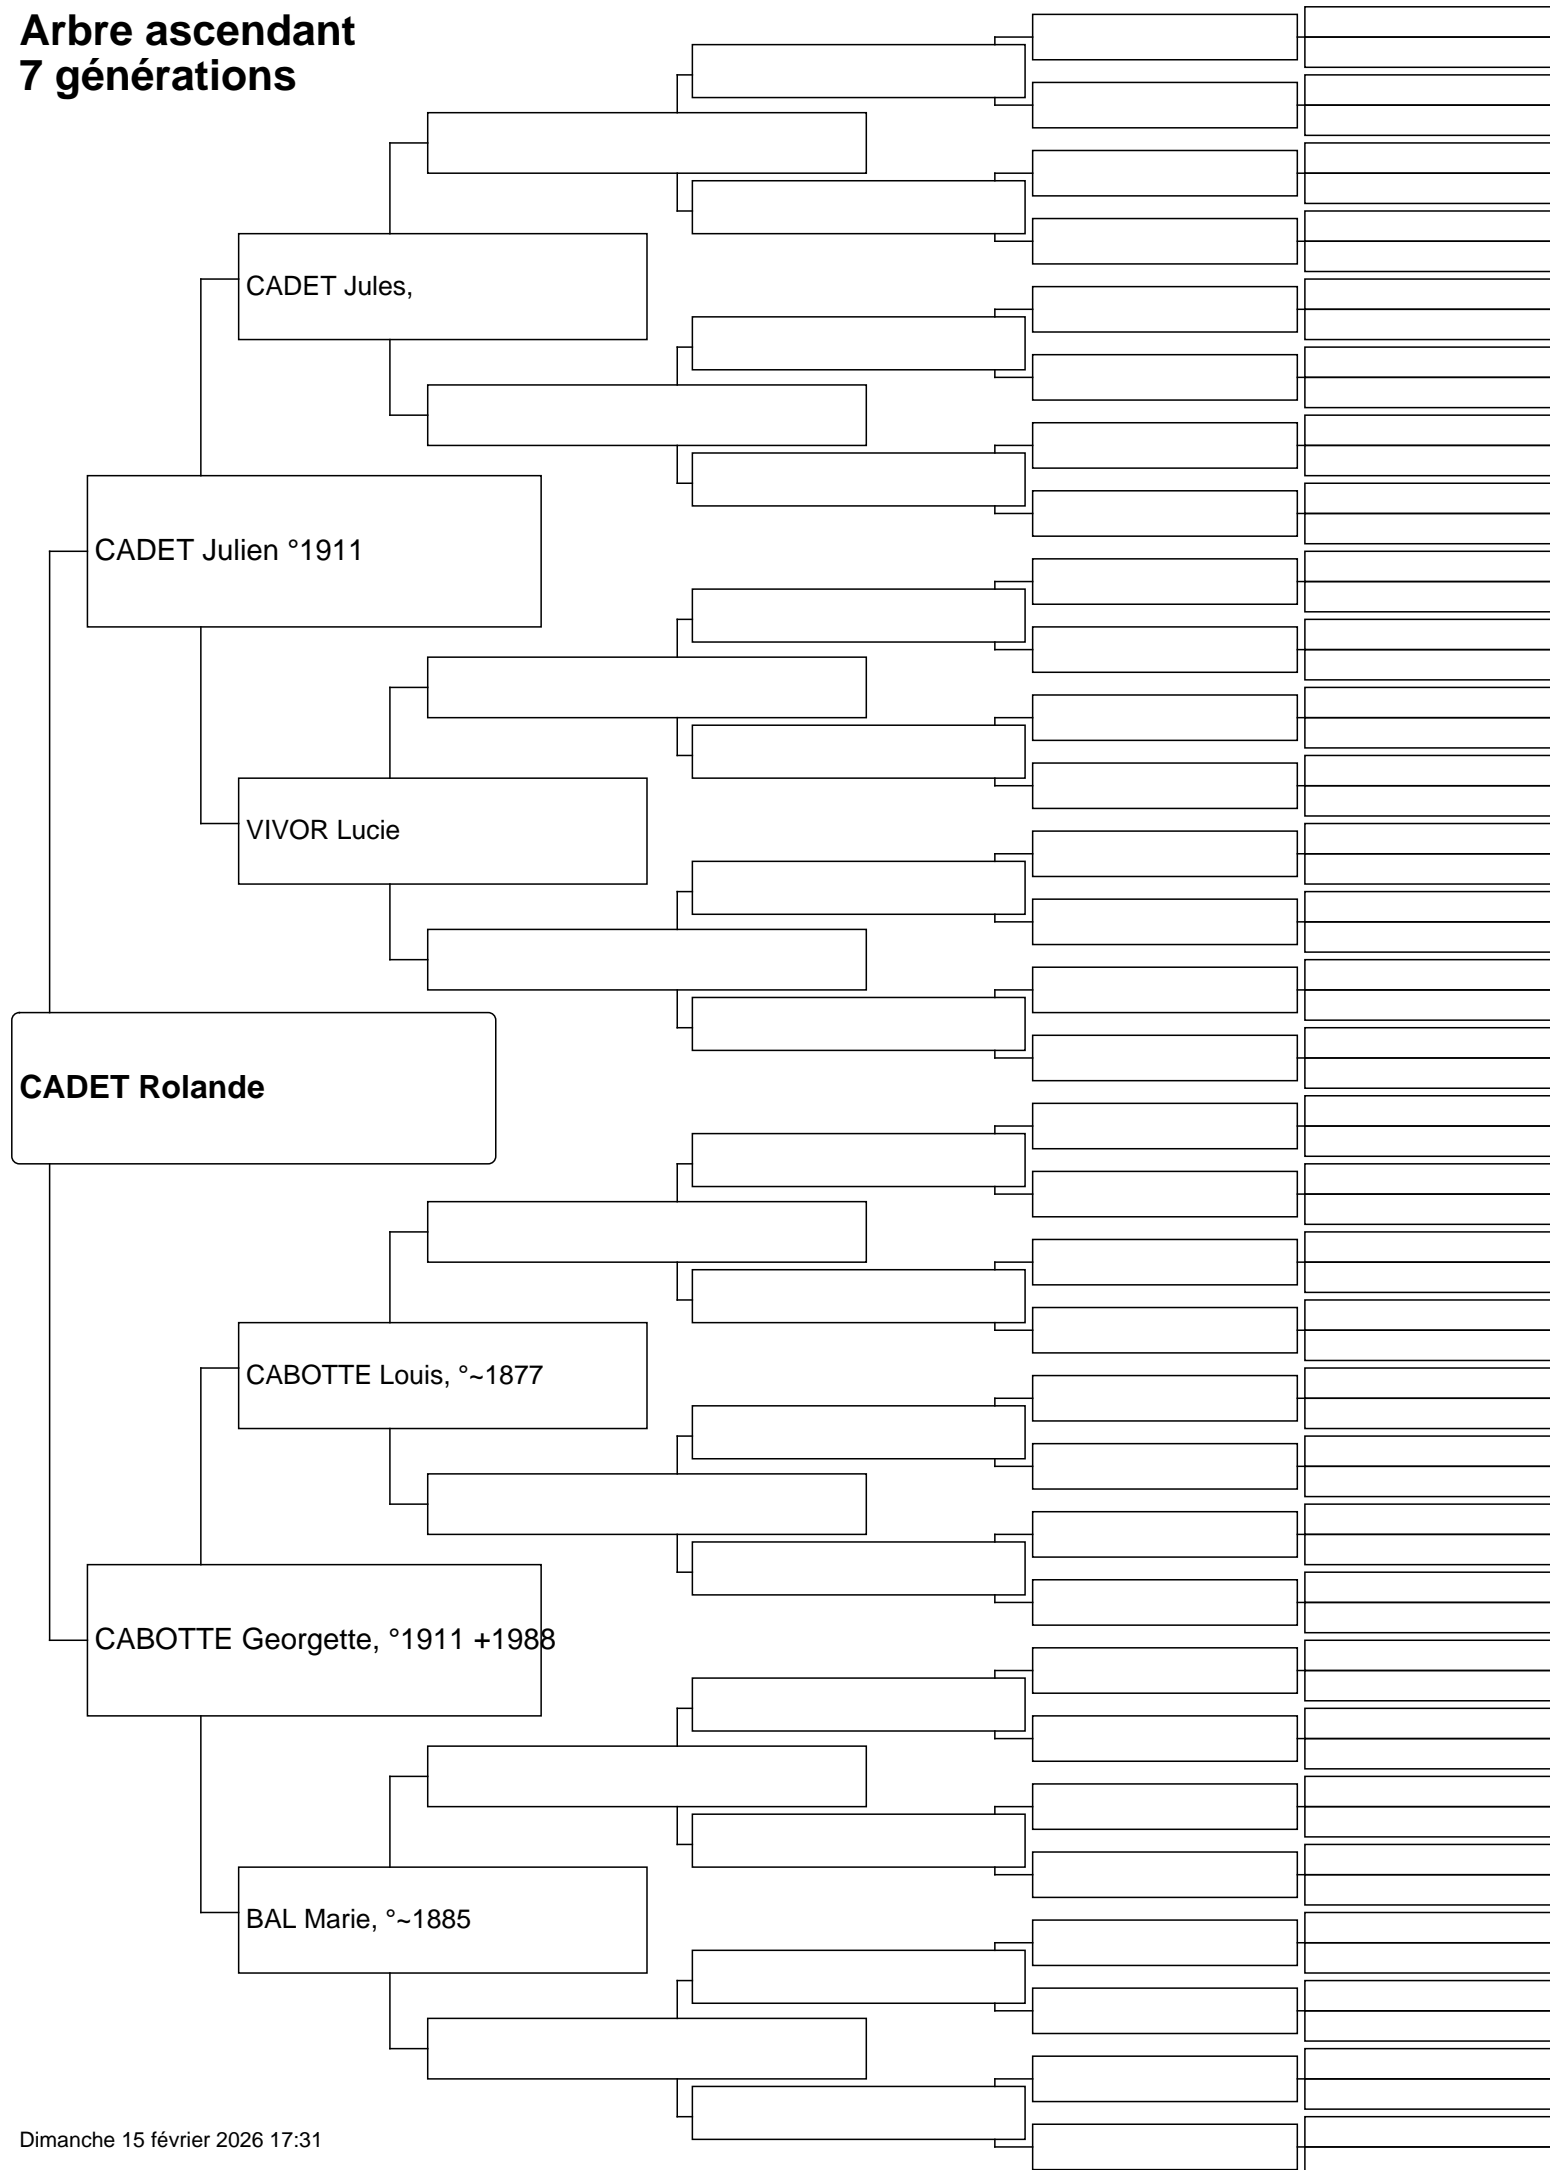 Arbre ascendant
7 générations
CADET Jules,
CADET Julien °1911
VIVOR Lucie
CADET Rolande
CABOTTE Louis, °~1877
CABOTTE Georgette, °1911 +1988
BAL Marie, °~1885
Dimanche 15 février 2026 17:31